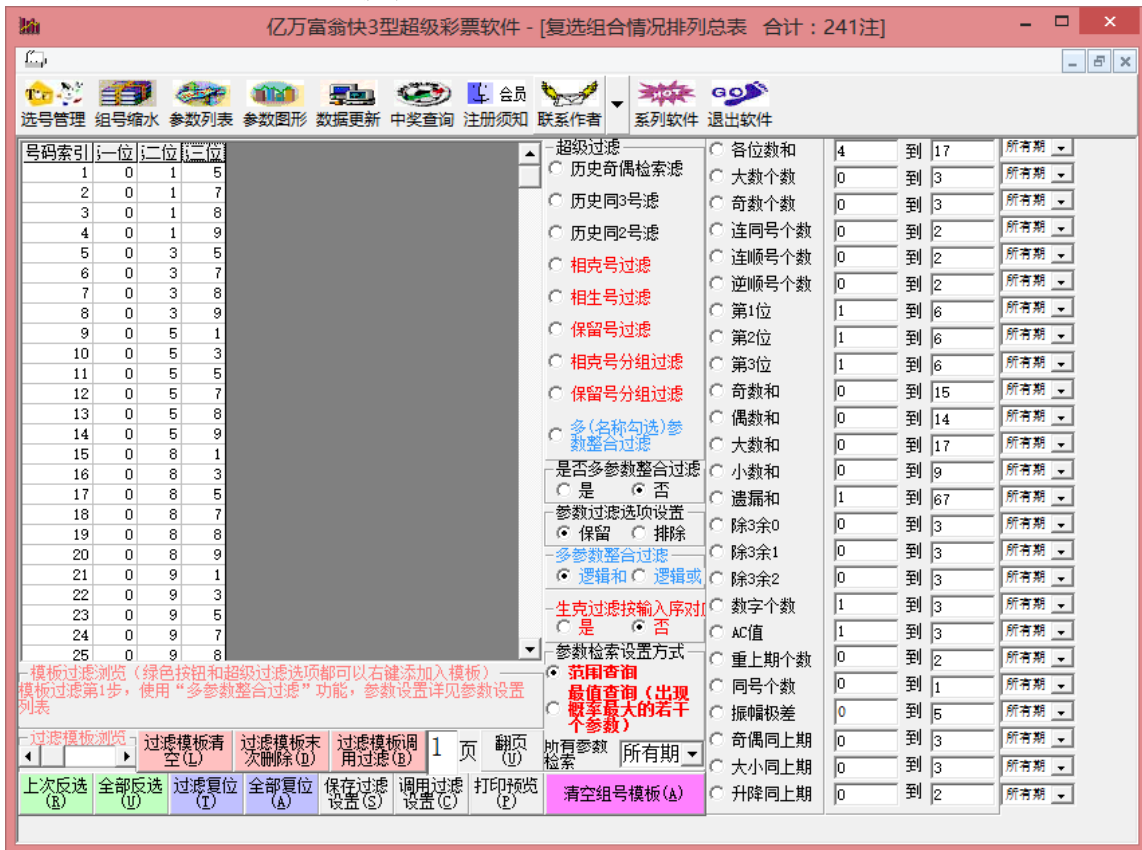 亿万富翁快3型超级彩票软件 - [复选组合情况排列总表 合计：241注]
选号管理 组号缩水 参数列表 参数图形 数据更新 中奖查询 注册须知 会员 联系作者 系列软件 退出软件
号码索引 一位 二位 三位
1 0 1 5
2 0 1 7
3 0 1 8
4 0 1 9
5 0 3 5
6 0 3 7
7 0 3 8
8 0 3 9
9 0 5 1
10 0 5 3
11 0 5 5
12 0 5 7
13 0 5 8
14 0 5 9
15 0 8 1
16 0 8 3
17 0 8 5
18 0 8 7
19 0 8 8
20 0 8 9
21 0 9 1
22 0 9 3
23 0 9 5
24 0 9 7
25 0 9 8
超级过滤
历史奇偶检索滤
历史同3号滤
历史同2号滤
相克号过滤
相生号过滤
保留号过滤
相克号分组过滤
保留号分组过滤
多(名称勾选)参
数整合过滤
是否多参数整合过滤
是 否
参数过滤选项设置
保留 排除
多参数整合过滤
逻辑和 逻辑或
生克过滤按输入序对
是 否
参数检索设置方式
范围查询
最值查询（出现
概率最大的若干
个参数）
所有参数
检索
所有期
各位数和 4 到 17 所有期
大数个数 0 到 3 所有期
奇数个数 0 到 3 所有期
连同号个数 0 到 2 所有期
连顺号个数 0 到 2 所有期
逆顺号个数 0 到 2 所有期
第1位 1 到 6 所有期
第2位 1 到 6 所有期
第3位 1 到 6 所有期
奇数和 0 到 15 所有期
偶数和 0 到 14 所有期
大数和 0 到 17 所有期
小数和 0 到 9 所有期
遗漏和 1 到 67 所有期
除3余0 0 到 3 所有期
除3余1 0 到 3 所有期
除3余2 0 到 3 所有期
数字个数 1 到 3 所有期
AC值 1 到 3 所有期
重上期个数 0 到 2 所有期
同号个数 0 到 1 所有期
振幅极差 0 到 5 所有期
奇偶同上期 0 到 3 所有期
大小同上期 0 到 3 所有期
升降同上期 0 到 2 所有期
模板过滤浏览（绿色按钮和超级过滤选项都可以右键添加入模板）
模板过滤第1步，使用“多参数整合过滤”功能，参数设置详见参数设置
列表
过滤模板浏览
过滤模板清
空(L)
过滤模板末
次删除(D)
过滤模板调
用过滤(B)
1 页
翻页
(U)
上次反选
(R)
全部反选
(U)
过滤复位
(T)
全部复位
(A)
保存过滤
设置(S)
调用过滤
设置(C)
打印预览
(P)
清空组号模板(A)